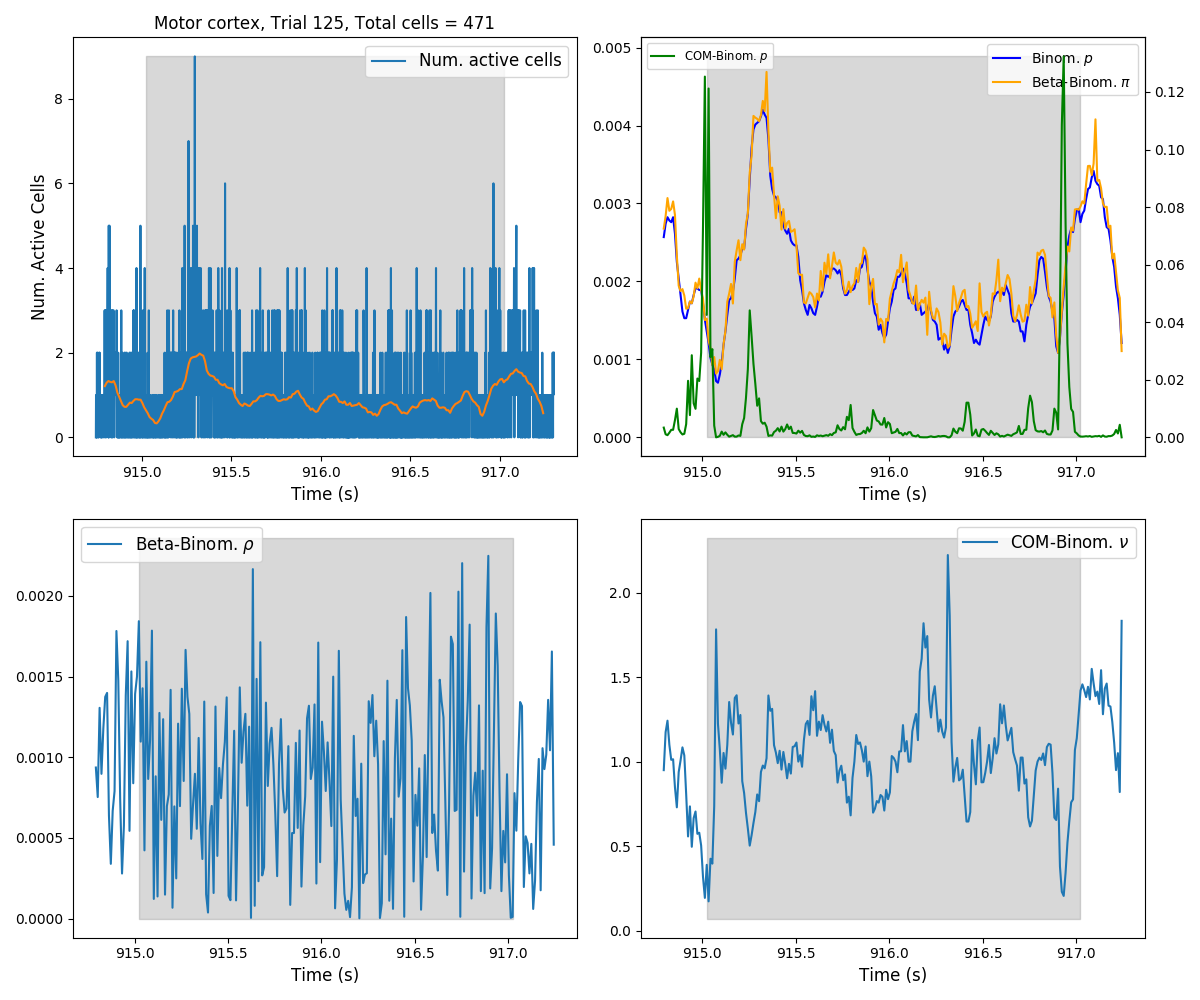 Motor cortex, Trial 125, Total cells = 471
Num. active cells
Num. Active Cells
8
6
4
2
0
915.0 915.5 916.0 916.5 917.0
Time (s)
COM-Binom. p
Binom. p
Beta-Binom. π
0.005
0.004
0.003
0.002
0.001
0.000
0.12
0.10
0.08
0.06
0.04
0.02
0.00
915.0 915.5 916.0 916.5 917.0
Time (s)
Beta-Binom. ρ
0.0020
0.0015
0.0010
0.0005
0.0000
915.0 915.5 916.0 916.5 917.0
Time (s)
COM-Binom. ν
2.0
1.5
1.0
0.5
0.0
915.0 915.5 916.0 916.5 917.0
Time (s)